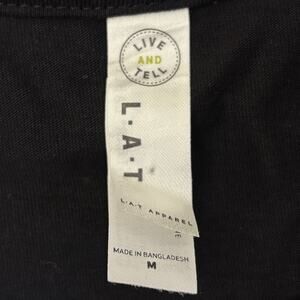 LIVE
AND
TELL
L·A·T
L·A·T APPAREL
MADE IN BANGLADESH
M